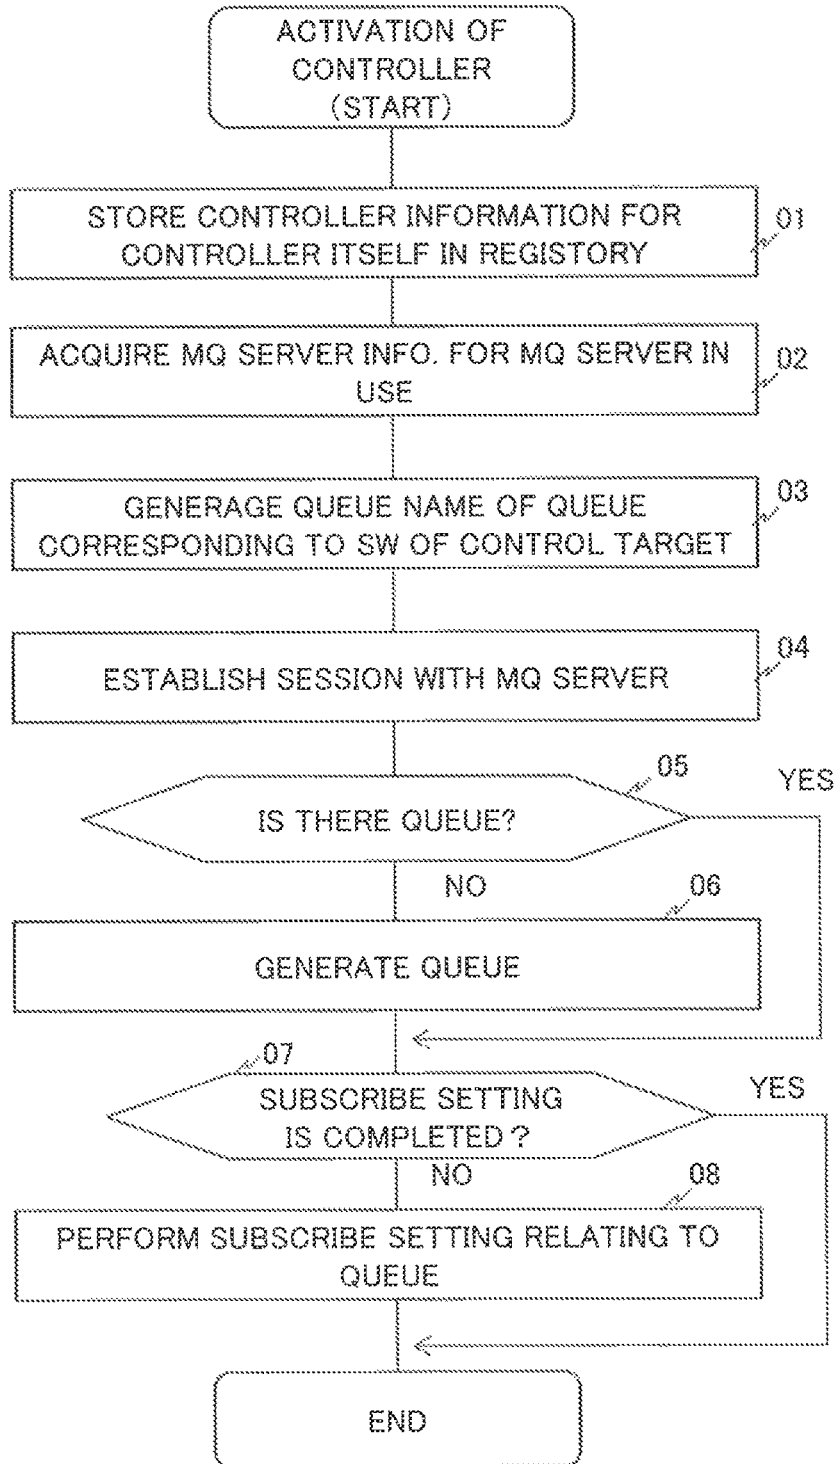 ACTIVATION OF
CONTROLLER
(START)
STORE CONTROLLER INFORMATION FOR
CONTROLLER ITSELF IN REGISTORY
01
ACQUIRE MQ SERVER INFO. FOR MQ SERVER IN
USE
02
GENERAGE QUEUE NAME OF QUEUE
CORRESPONDING TO SW OF CONTROL TARGET
03
ESTABLISH SESSION WITH MQ SERVER
04
IS THERE QUEUE?
05
YES
NO
06
GENERATE QUEUE
07
SUBSCRIBE SETTING
IS COMPLETED ?
YES
NO
08
PERFORM SUBSCRIBE SETTING RELATING TO
QUEUE
END